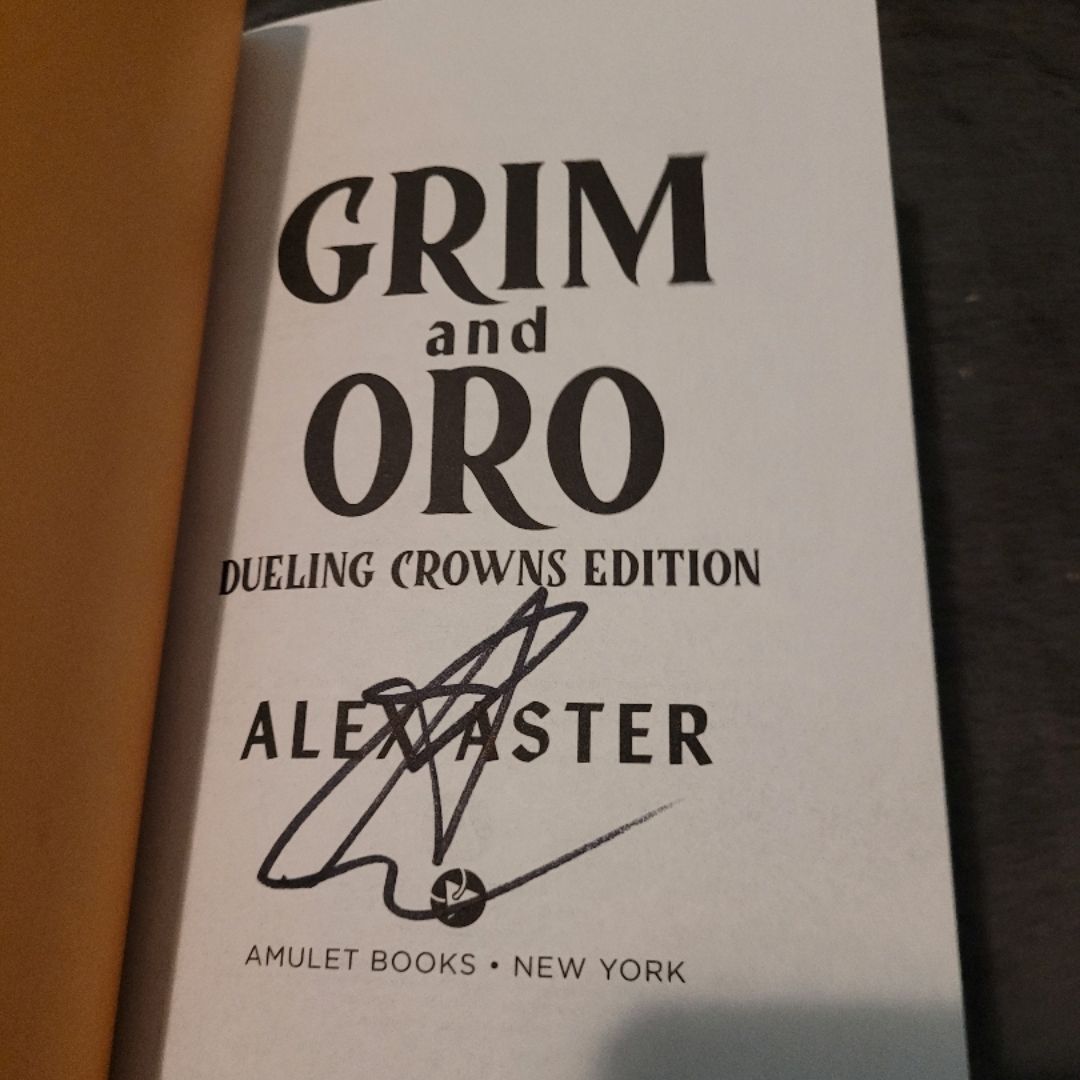 GRIM
and
ORO
DUELING CROWNS EDITION
ALEX ASTER
AMULET BOOKS • NEW YORK